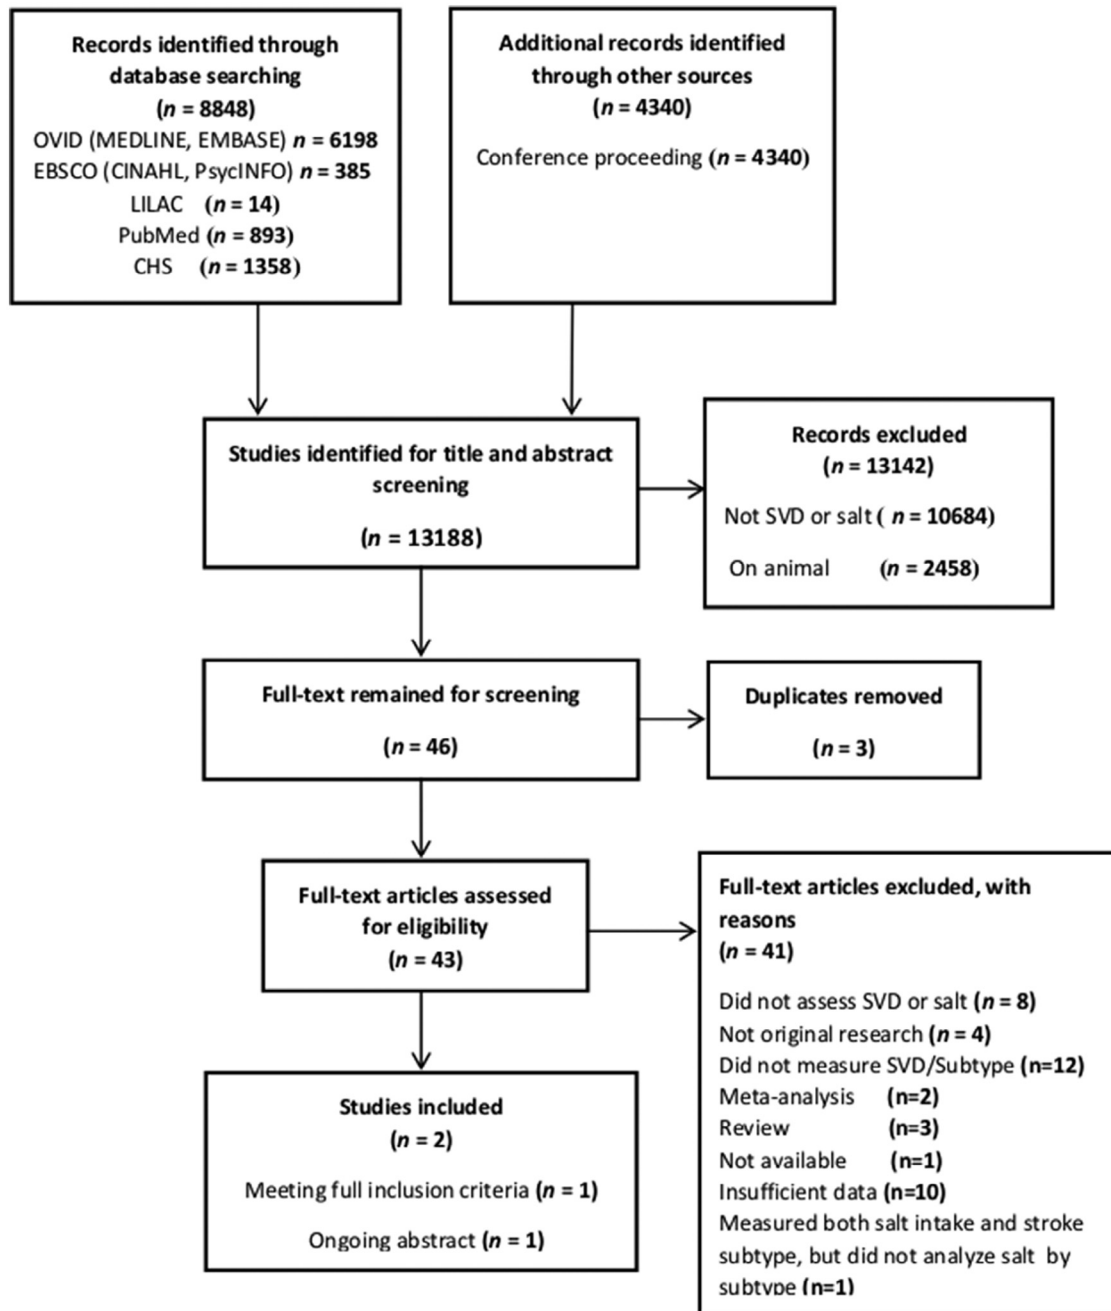 Records identified through
database searching
(n = 8848)
OVID (MEDLINE, EMBASE) n = 6198
EBSCO (CINAHL, PsycINFO) n = 385
LILAC (n = 14)
PubMed (n = 893)
CHS (n = 1358)
Additional records identified
through other sources
(n = 4340)
Conference proceeding (n = 4340)
Studies identified for title and abstract
screening
(n = 13188)
Records excluded
(n = 13142)
Not SVD or salt ( n = 10684)
On animal (n = 2458)
Full-text remained for screening
(n = 46)
Duplicates removed
(n = 3)
Full-text articles assessed
for eligibility
(n = 43)
Full-text articles excluded, with
reasons
(n = 41)
Did not assess SVD or salt (n = 8)
Not original research (n = 4)
Did not measure SVD/Subtype (n=12)
Meta-analysis (n=2)
Review (n=3)
Not available (n=1)
Insufficient data (n=10)
Measured both salt intake and stroke
subtype, but did not analyze salt by
subtype (n=1)
Studies included
(n = 2)
Meeting full inclusion criteria (n = 1)
Ongoing abstract (n = 1)